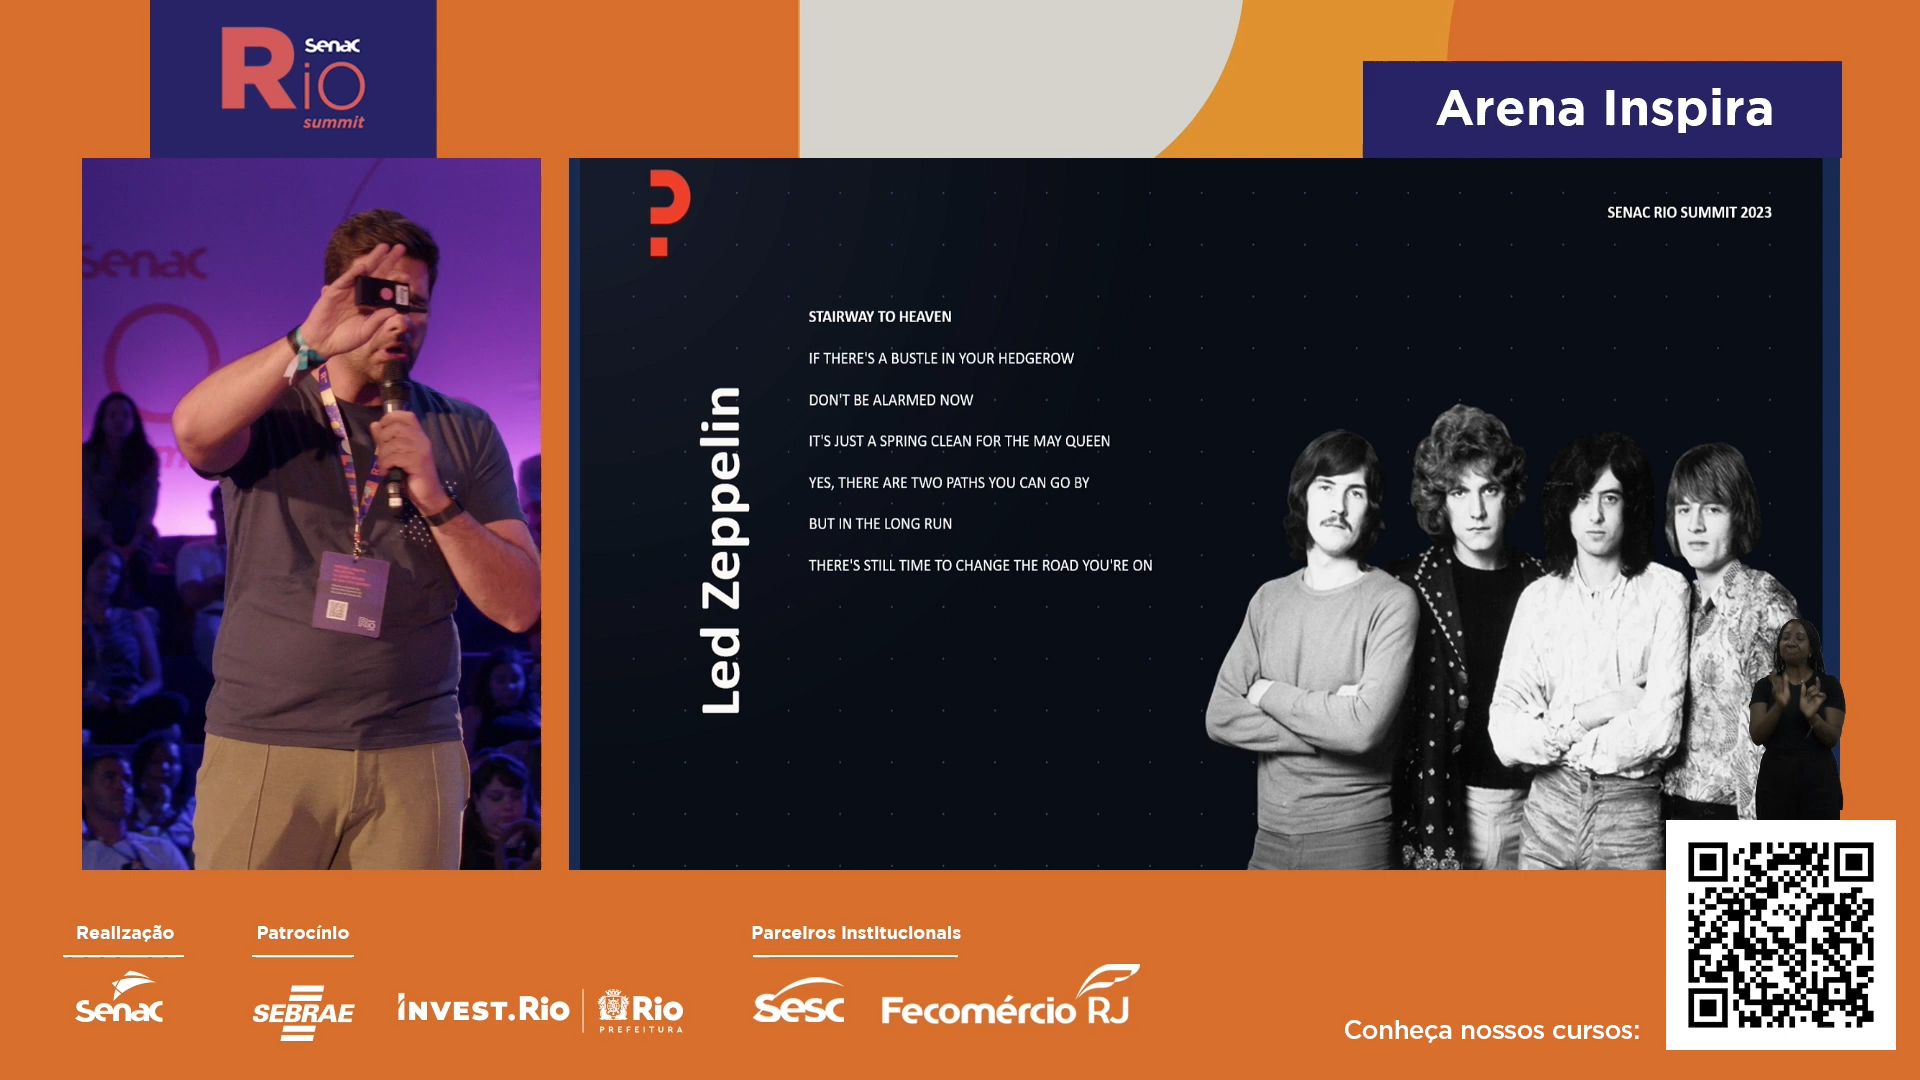 Senac
Rio
summit
Arena Inspira
Senac
SENAC RIO SUMMIT 2023
Led Zeppelin
STAIRWAY TO HEAVEN
IF THERE'S A BUSTLE IN YOUR HEDGEROW
DON'T BE ALARMED NOW
IT'S JUST A SPRING CLEAN FOR THE MAY QUEEN
YES, THERE ARE TWO PATHS YOU CAN GO BY
BUT IN THE LONG RUN
THERE'S STILL TIME TO CHANGE THE ROAD YOU'RE ON
Realização
Patrocínio
Parceiros Institucionais
Senac
SEBRAE
INVEST.Rio
Rio
PREFEITURA
Sesc
Fecomércio RJ
Conheça nossos cursos: